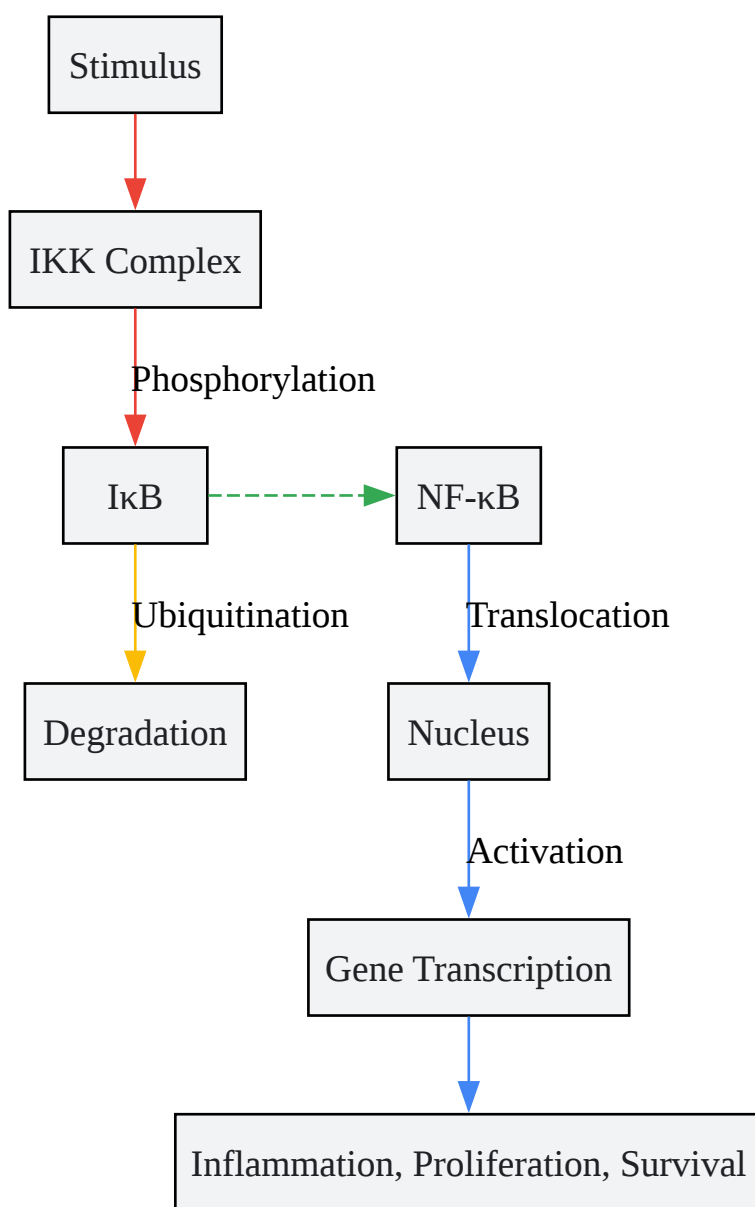 Stimulus
IKK Complex
Phosphorylation
IκB
NF-κB
Ubiquitination
Translocation
Degradation
Nucleus
Activation
Gene Transcription
Inflammation, Proliferation, Survival